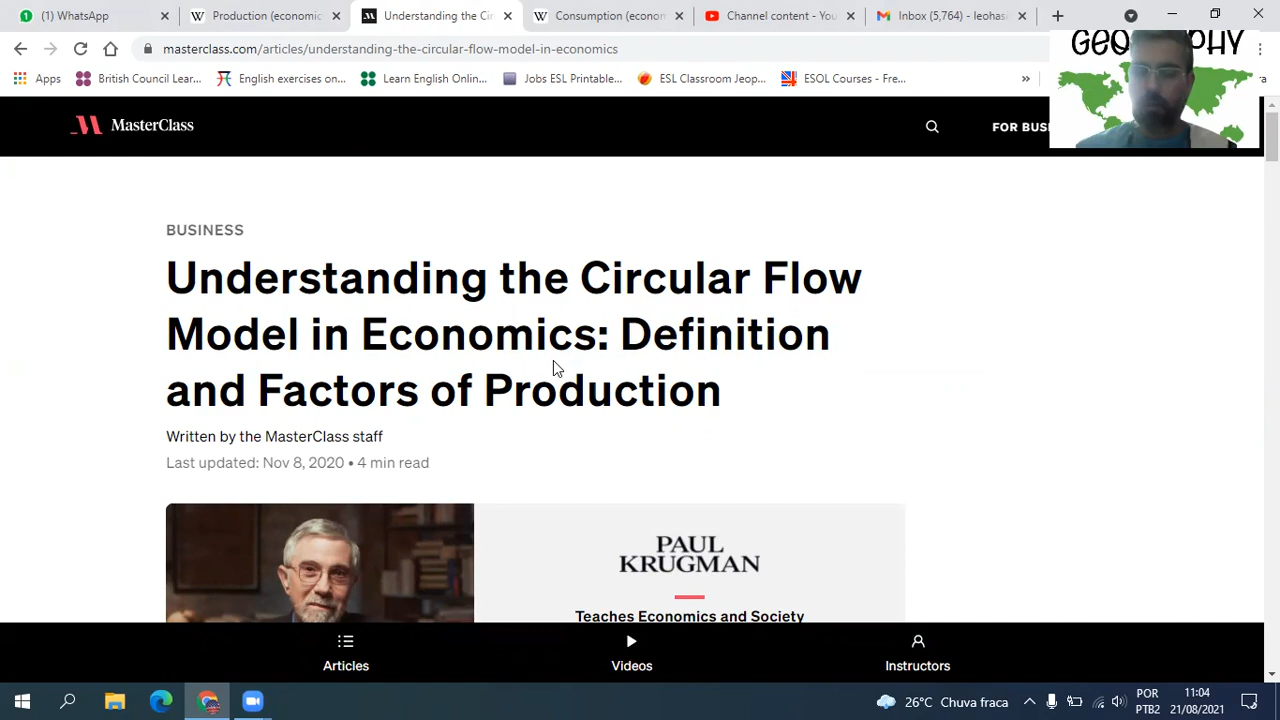 (1) WhatsApp
Production (economic
Understanding the Cir
Consumption (econom
Channel content - You
Inbox (5,764) - leohas
masterclass.com/articles/understanding-the-circular-flow-model-in-economics
Apps
British Council Lear...
English exercises on...
Learn English Onlin...
Jobs ESL Printable...
ESL Classroom Jeop...
ESOL Courses - Fre...
»
GEOGRAPHY
MasterClass
FOR BUS
BUSINESS
Understanding the Circular Flow
Model in Economics: Definition
and Factors of Production
Written by the MasterClass staff
Last updated: Nov 8, 2020 • 4 min read
PAUL
KRUGMAN
Teaches Economics and Society
Articles
Videos
Instructors
26°C Chuva fraca
POR
PTB2
11:04
21/08/2021